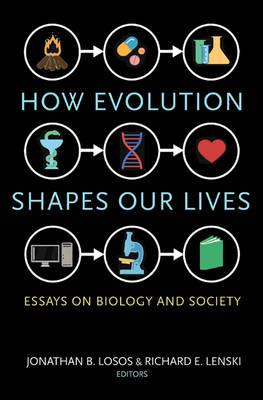 HOW EVOLUTION
SHAPES OUR LIVES
ESSAYS ON BIOLOGY AND SOCIETY
JONATHAN B. LOSOS & RICHARD E. LENSKI
EDITORS